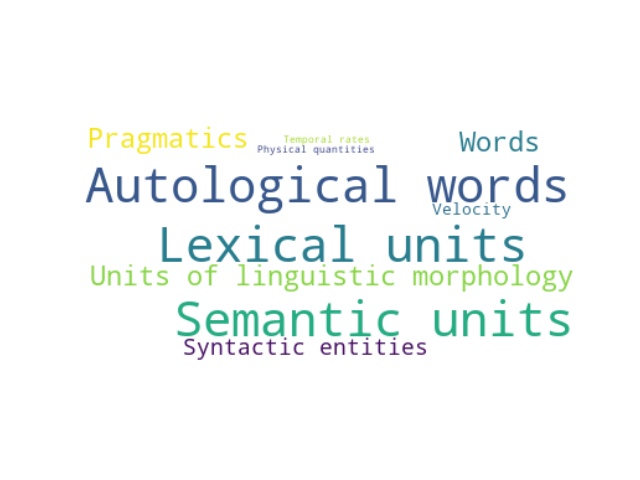 Pragmatics
Temporal rates
Physical quantities
Words
Autological words
Velocity
Lexical units
Units of linguistic morphology
Semantic units
Syntactic entities